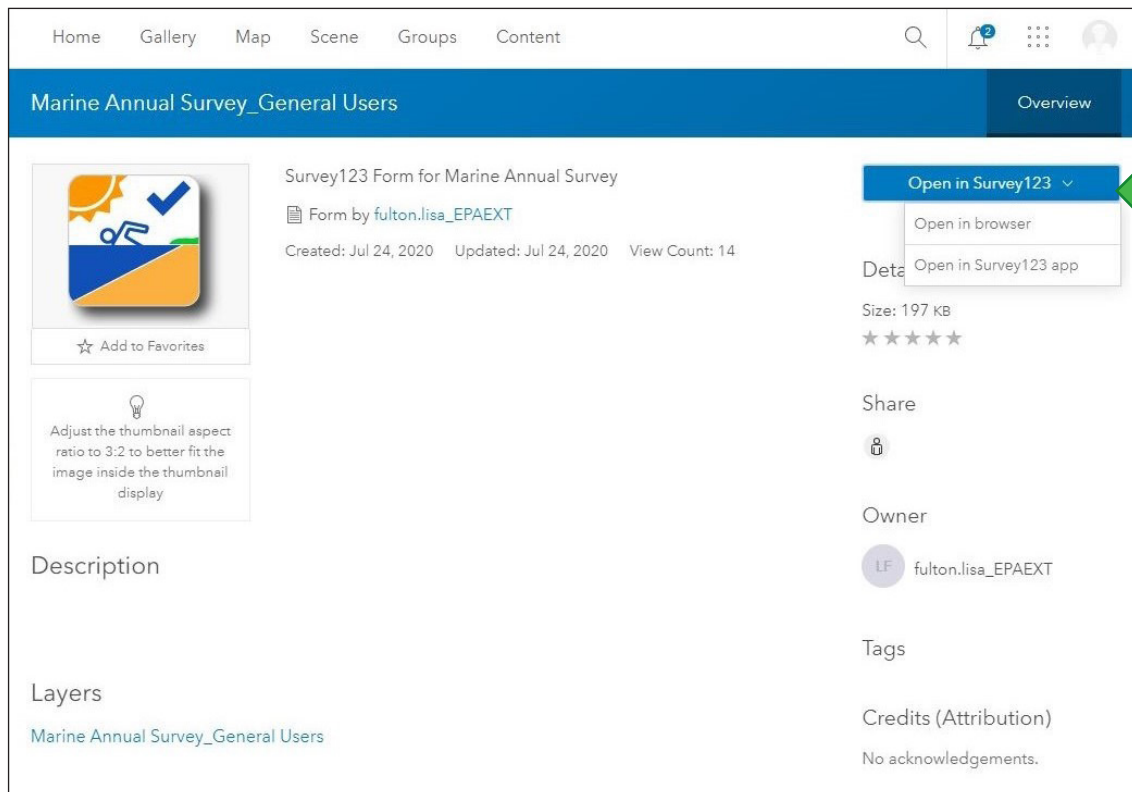 Home Gallery Map Scene Groups Content
2
Marine Annual Survey_General Users
Overview
Survey123 Form for Marine Annual Survey
Form by fulton.lisa_EPAEXT
Created: Jul 24, 2020 Updated: Jul 24, 2020 View Count: 14
Add to Favorites
Adjust the thumbnail aspect
ratio to 3:2 to better fit the
image inside the thumbnail
display
Description
Layers
Marine Annual Survey_General Users
Open in Survey123
Open in browser
Open in Survey123 app
Deta
Size: 197 KB
Share
Owner
LF fulton.lisa_EPAEXT
Tags
Credits (Attribution)
No acknowledgements.